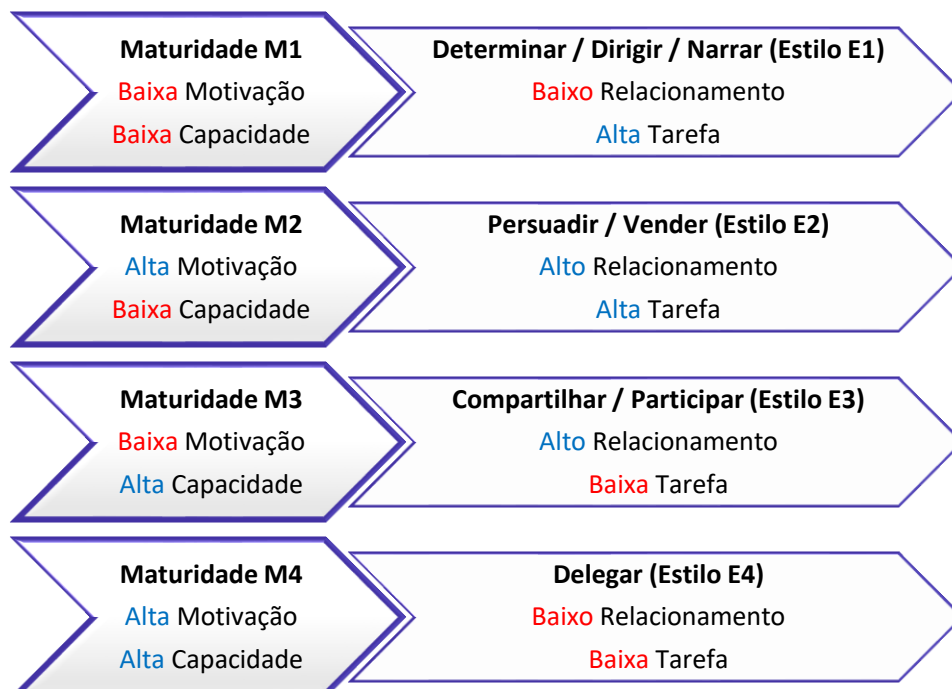 Maturidade M1
Baixa Motivação
Baixa Capacidade
Determinar / Dirigir / Narrar (Estilo E1)
Baixo Relacionamento
Alta Tarefa
Maturidade M2
Alta Motivação
Baixa Capacidade
Persuadir / Vender (Estilo E2)
Alto Relacionamento
Alta Tarefa
Maturidade M3
Baixa Motivação
Alta Capacidade
Compartilhar / Participar (Estilo E3)
Alto Relacionamento
Baixa Tarefa
Maturidade M4
Alta Motivação
Alta Capacidade
Delegar (Estilo E4)
Baixo Relacionamento
Baixa Tarefa